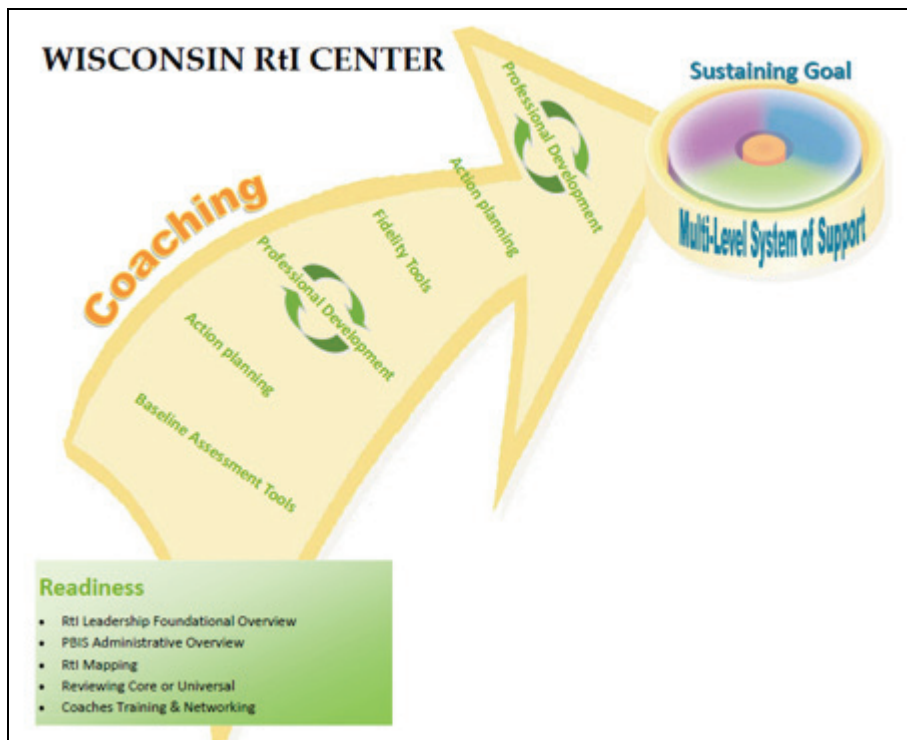 WISCONSIN RtI CENTER
Sustaining Goal
Multi-Level System of Support
Coaching
Professional Development
Action planning
Fidelity Tools
Professional Development
Action planning
Baseline Assessment Tools
Readiness
• RtI Leadership Foundational Overview
• PBIS Administrative Overview
• RtI Mapping
• Reviewing Core or Universal
• Coaches Training & Networking